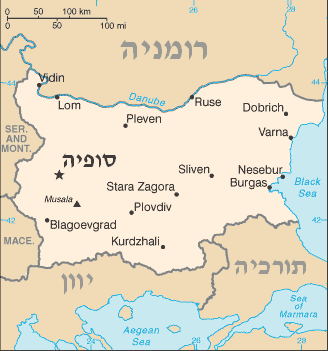 0 50 100 km
0 50 100 mi
26
רומניה
44
44
Vidin
Lom
Danube
Ruse
Dobrich
Pleven
Varna
SER.
AND
MONT.
סופיה
Sliven
Nesebur
Burgas
Black
Sea
Stara Zagora
Musala
Plovdiv
42
42
Blagoevgrad
MACE.
Kurdzhali
יוון
תורכיה
Sea
of
Marmara
Aegean
Sea
24
26
28